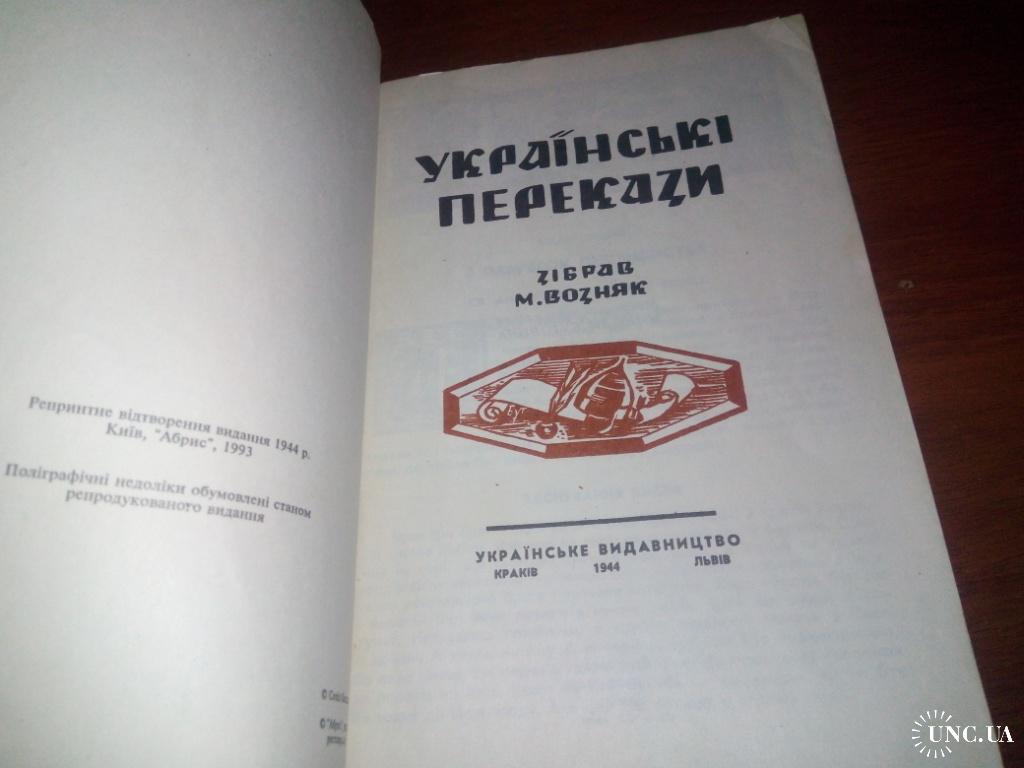 Репринтне відтворення видання 1944 р.
Київ, "Абрис", 1993
Поліграфічні недоліки обумовлені станом
репродукованого видання
УКРАЇНСЬКІ
ПЕРЕКАЗИ
ЗІБРАВ
М. ВОЗНЯК
УКРАЇНСЬКЕ ВИДАВНИЦТВО
КРАКІВ 1944 ЛЬВІВ
UNC.UA